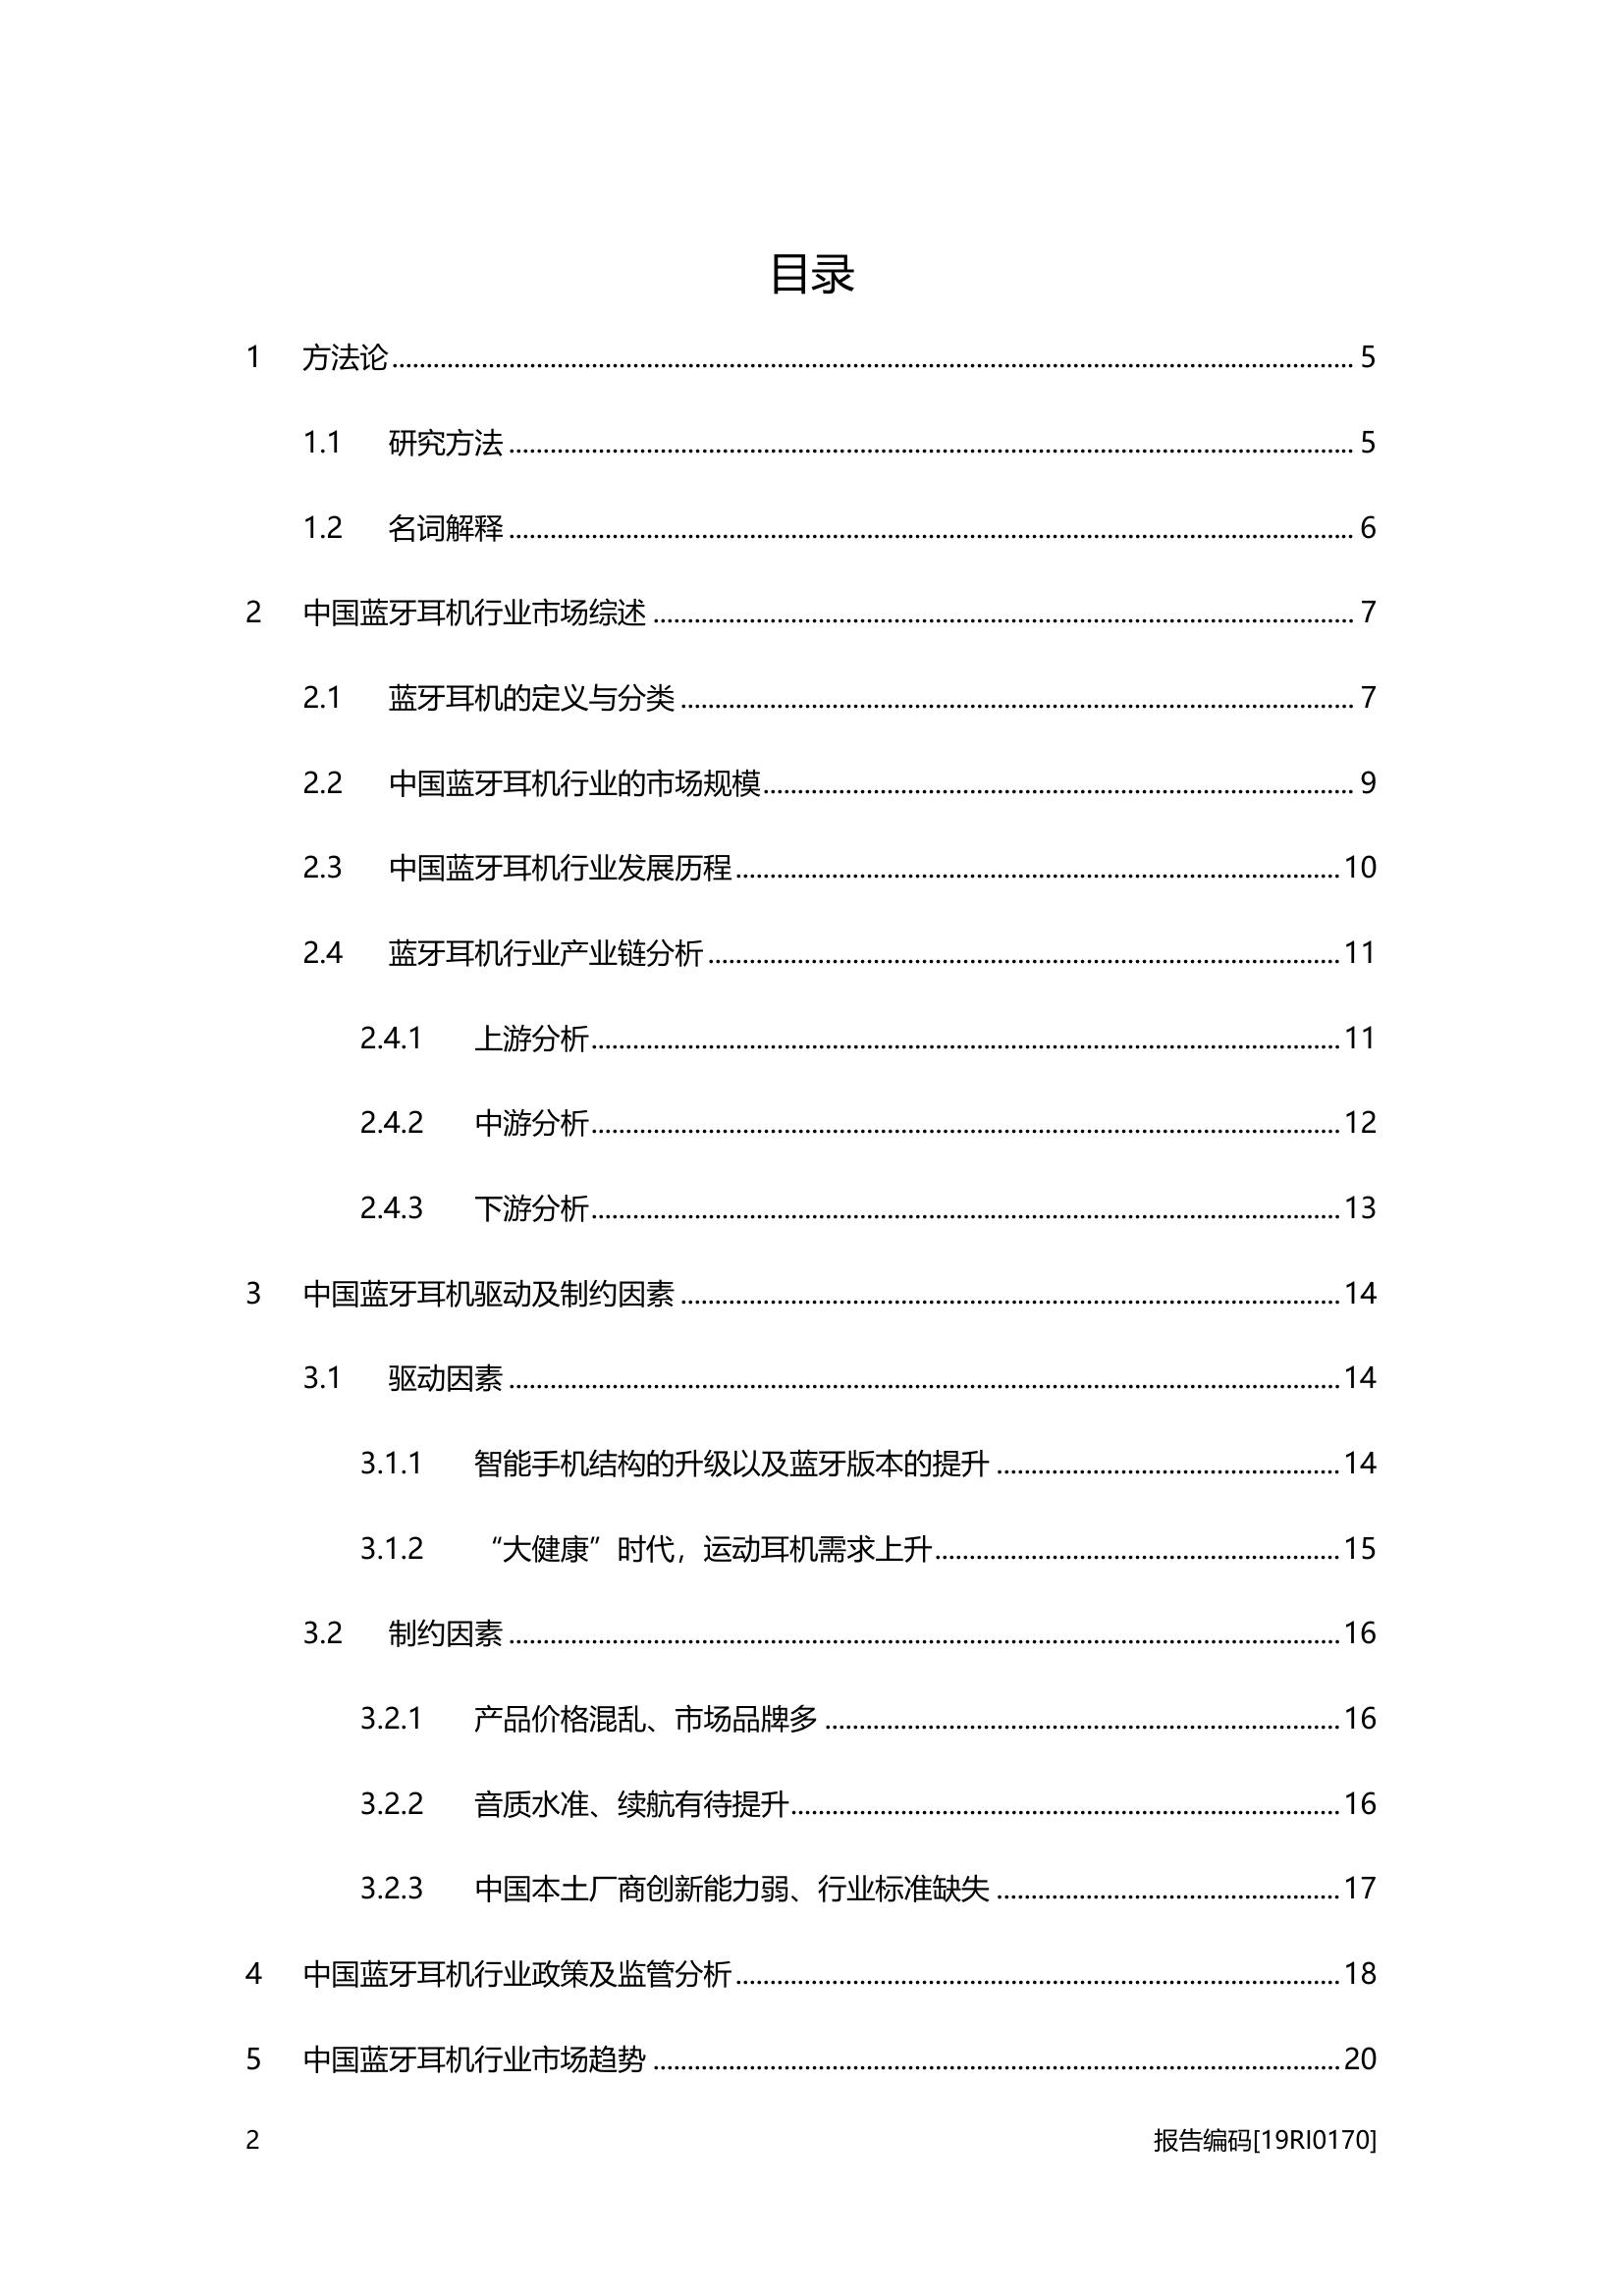 目录
1 方法论 5
1.1 研究方法 5
1.2 名词解释 6
2 中国蓝牙耳机行业市场综述 7
2.1 蓝牙耳机的定义与分类 7
2.2 中国蓝牙耳机行业的市场规模 9
2.3 中国蓝牙耳机行业发展历程 10
2.4 蓝牙耳机行业产业链分析 11
2.4.1 上游分析 11
2.4.2 中游分析 12
2.4.3 下游分析 13
3 中国蓝牙耳机驱动及制约因素 14
3.1 驱动因素 14
3.1.1 智能手机结构的升级以及蓝牙版本的提升 14
3.1.2 “大健康”时代，运动耳机需求上升 15
3.2 制约因素 16
3.2.1 产品价格混乱、市场品牌多 16
3.2.2 音质水准、续航有待提升 16
3.2.3 中国本土厂商创新能力弱、行业标准缺失 17
4 中国蓝牙耳机行业政策及监管分析 18
5 中国蓝牙耳机行业市场趋势 20
2 报告编码[19RI0170]